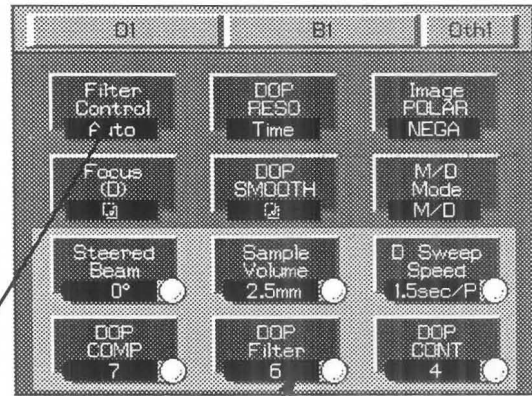 D1 B1 Oth1
Filter Control Auto
DOP RESO Time
Image POLAR NEGA
Focus (D)
DOP SMOOTH
M/D Mode M/D
Steered Beam 0°
Sample Volume 2.5mm
D Sweep Speed 1.5sec/P
DOP COMP 7
DOP Filter 6
DOP CONT 4